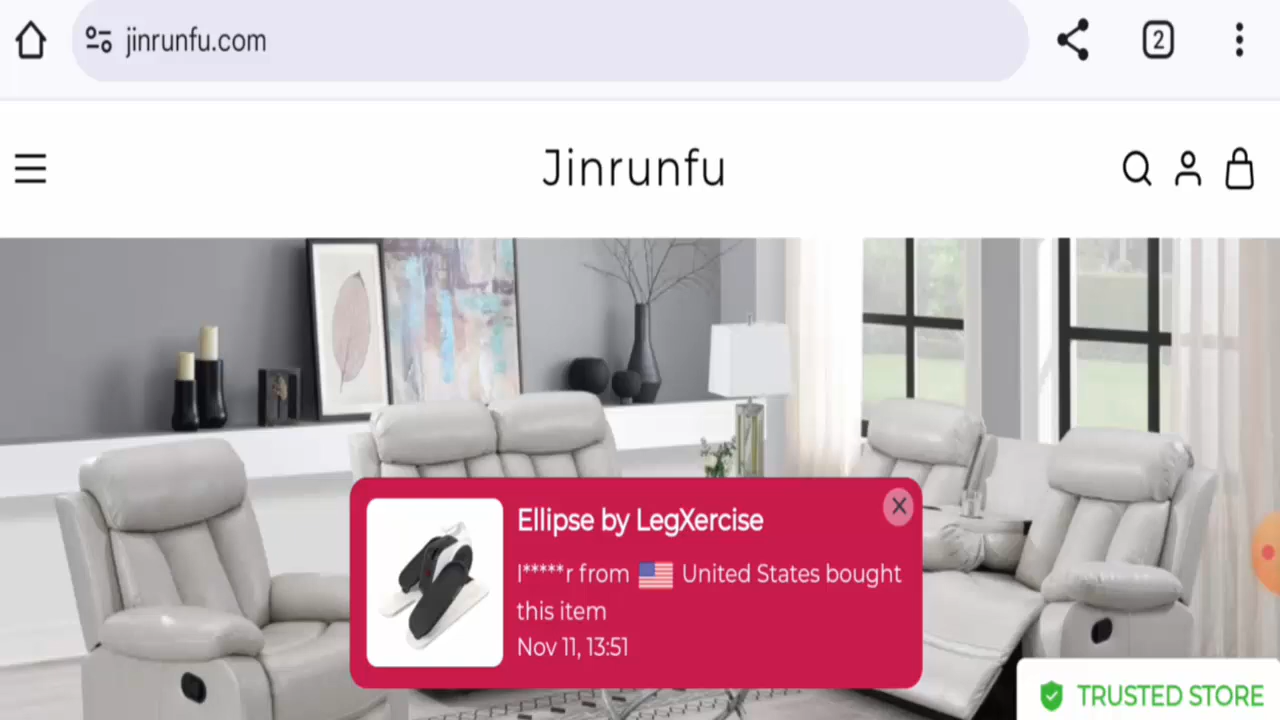 jinrunfu.com
2
Jinrunfu
Ellipse by LegXercise
l*****r from United States bought
this item
Nov 11, 13:51
TRUSTED STORE